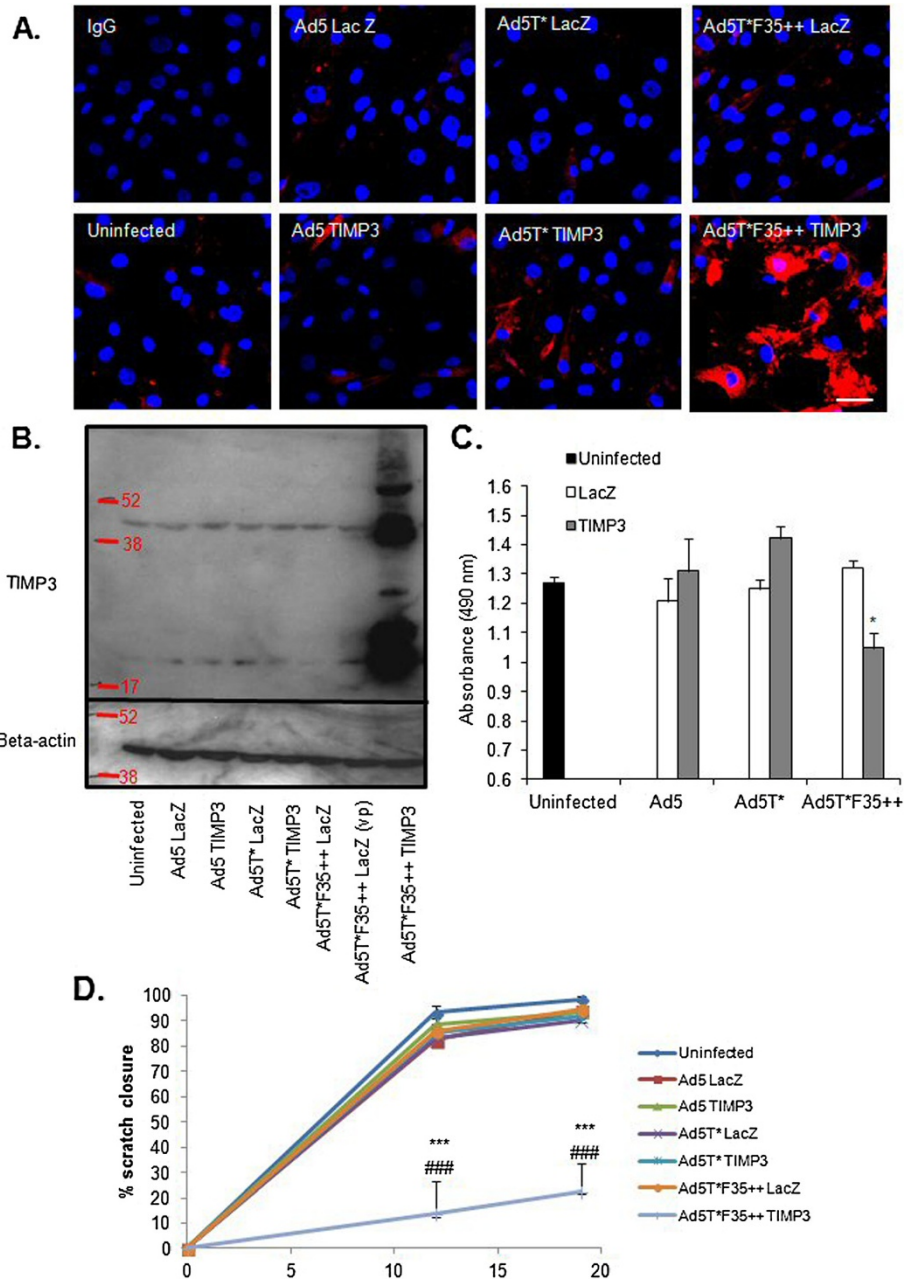 A.
IgG
Ad5 Lac Z
Ad5T* LacZ
Ad5T*F35++ LacZ
Uninfected
Ad5 TIMP3
Ad5T* TIMP3
Ad5T*F35++ TIMP3
B.
52
38
TIMP3
17
52
Beta-actin
38
Uninfected
Ad5 LacZ
Ad5 TIMP3
Ad5T* LacZ
Ad5T* TIMP3
Ad5T*F35++ LacZ
Ad5T*F35++ LacZ (vp)
Ad5T*F35++ TIMP3
C.
Uninfected
LacZ
TIMP3
Absorbance (490 nm)
1.6
1.5
1.4
1.3
1.2
1.1
1
0.9
0.8
0.7
0.6
*
Uninfected
Ad5
Ad5T*
Ad5T*F35++
D.
% scratch closure
100
90
80
70
60
50
40
30
20
10
0
***
###
***
###
0
5
10
15
20
Uninfected
Ad5 LacZ
Ad5 TIMP3
Ad5T* LacZ
Ad5T* TIMP3
Ad5T*F35++ LacZ
Ad5T*F35++ TIMP3